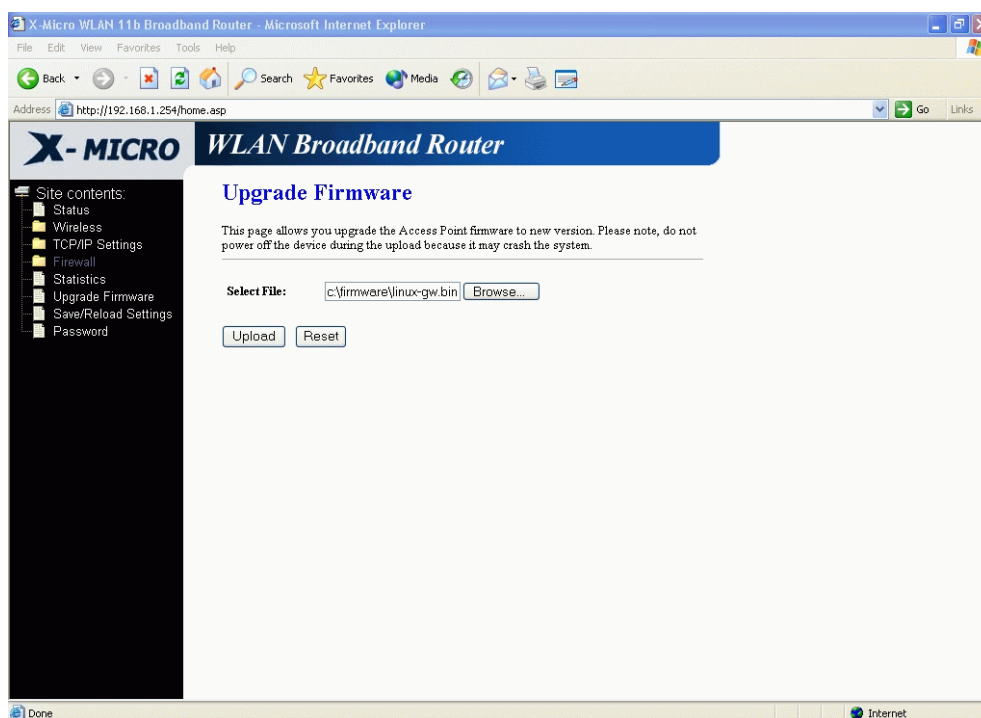 X-Micro WLAN 11b Broadband Router - Microsoft Internet Explorer
File Edit View Favorites Tools Help
Back Search Favorites Media
Address http://192.168.1.254/home.asp Go Links
X-MICRO WLAN Broadband Router
Site contents:
Status
Wireless
TCP/IP Settings
Firewall
Statistics
Upgrade Firmware
Save/Reload Settings
Password
Upgrade Firmware
This page allows you upgrade the Access Point firmware to new version. Please note, do not
power off the device during the upload because it may crash the system.
Select File: c:\firmware\linux-gw.bin Browse...
Upload Reset
Done Internet